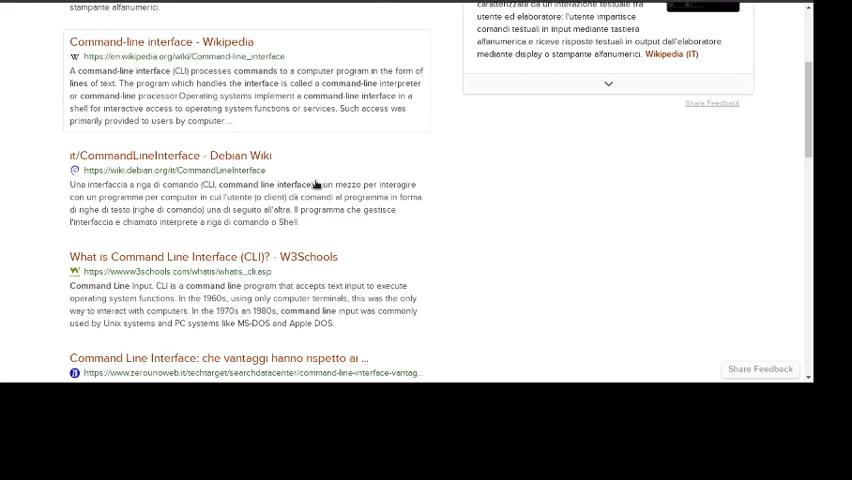 stampante alfanumerici.
Command-line interface - Wikipedia
https://en.wikipedia.org/wiki/Command-line_interface
A command-line interface (CLI) processes commands to a computer program in the form of
lines of text. The program which handles the interface is called a command-line interpreter
or command-line processor.Operating systems implement a command-line interface in a
shell for interactive access to operating system functions or services. Such access was
primarily provided to users by computer ...
it/CommandLineInterface - Debian Wiki
https://wiki.debian.org/it/CommandLineInterface
Una interfaccia a riga di comando (CLI, command line interface) un mezzo per interagire
con un programma per computer in cui l'utente (o client) dà comandi al programma in forma
di righe di testo (righe di comando) una di seguito all'altra. Il programma che gestisce
l'interfaccia e chiamato interprete a riga di comando o Shell.
What is Command Line Interface (CLI)? - W3Schools
https://www.w3schools.com/whatis/whatis_cli.asp
Command Line Input. CLI is a command line program that accepts text input to execute
operating system functions. In the 1960s, using only computer terminals, this was the only
way to interact with computers. In the 1970s an 1980s, command line input was commonly
used by Unix systems and PC systems like MS-DOS and Apple DOS.
Command Line Interface: che vantaggi hanno rispetto ai ...
https://www.zerounoweb.it/techtarget/searchdatacenter/command-line-interface-vantag...
caratterizzata da un'interazione testuale tra
utente ed elaboratore: l'utente impartisce
comandi testuali in input mediante tastiera
alfanumerica e riceve risposte testuali in output dall'elaboratore
mediante display o stampante alfanumerici. Wikipedia (IT)
Share Feedback
Share Feedback